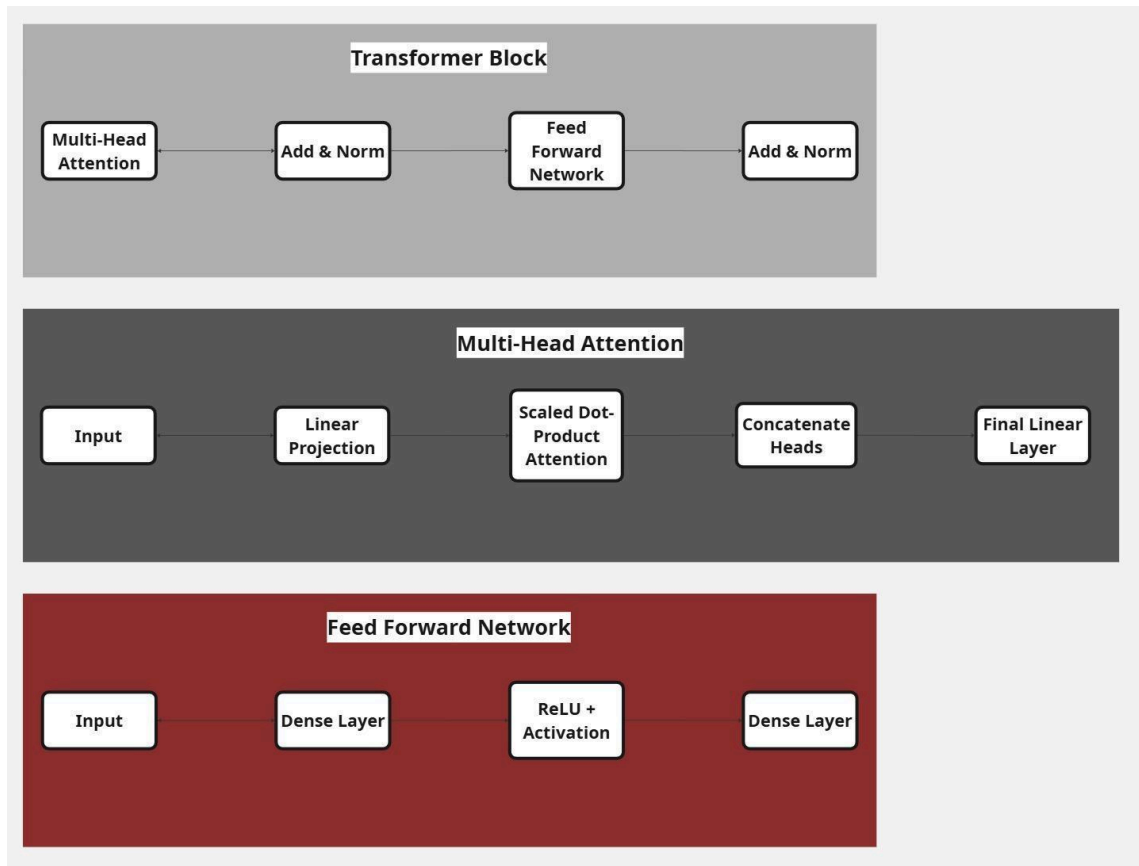 Transformer Block
Multi-Head
Attention
Add & Norm
Feed
Forward
Network
Add & Norm
Multi-Head Attention
Input
Linear
Projection
Scaled Dot-
Product
Attention
Concatenate
Heads
Final Linear
Layer
Feed Forward Network
Input
Dense Layer
ReLU +
Activation
Dense Layer